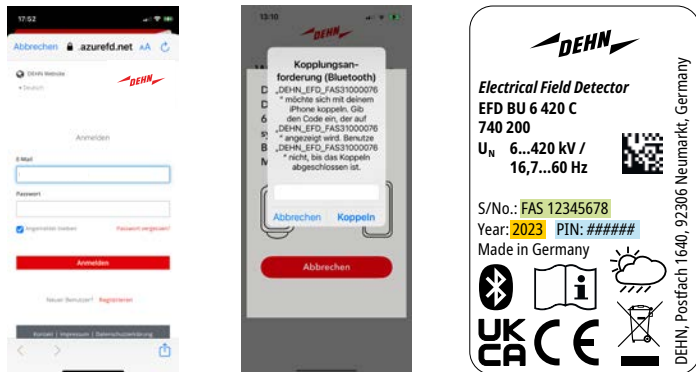 17:52
Abbrechen .azurefd.net AA
DEHN Website
• Deutsch
DEHN
Anmelden
E-Mail
Passwort
Angemeldet bleiben Passwort vergessen?
Anmelden
Neuer Benutzer? Registrieren
Kontakt | Impressum | Datenschutzerklärung
13:10
DEHN
Kopplungsan-
forderung (Bluetooth)
„DEHN_EFD_FAS31000076
“ möchte sich mit deinem
iPhone koppeln. Gib
den Code ein, der auf
„DEHN_EFD_FAS31000076
“ angezeigt wird. Benutze
„DEHN_EFD_FAS31000076
“ nicht, bis das Koppeln
abgeschlossen ist.
Abbrechen Koppeln
Abbrechen
DEHN
Electrical Field Detector
EFD BU 6 420 C
740 200
UN 6...420 kV /
16,7...60 Hz
S/No.: FAS 12345678
Year: 2023 PIN: ######
Made in Germany
UK
CA CE
DEHN, Postfach 1640, 92306 Neumarkt, Germany